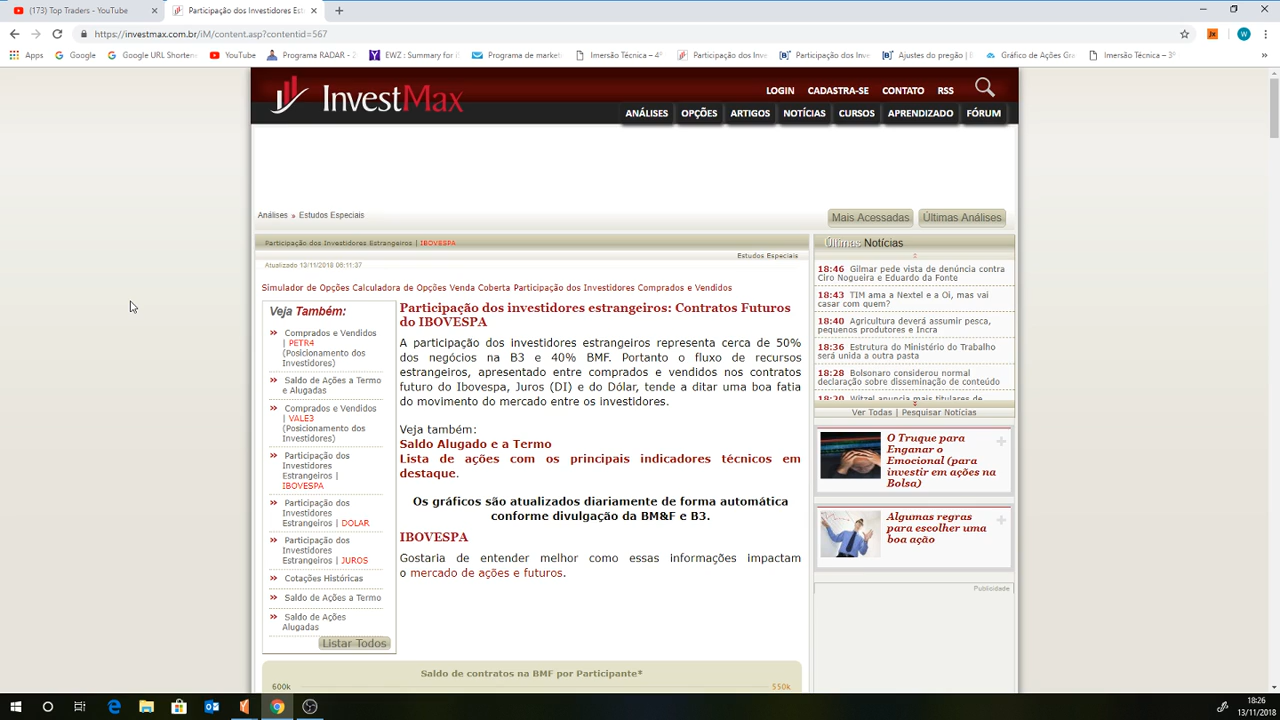 (173) Top Traders - YouTube
Participação dos Investidores Est
https://investmax.com.br/iM/content.asp?contentid=567
Apps
Google
Google URL Shortene
YouTube
Programa RADAR - 2
EWZ : Summary for i
Programa de market
Imersão Técnica – 4º
Participação dos Inve
Participação dos Inve
Ajustes do pregão |
Gráfico de Ações Gra
Imersão Técnica – 3º
»
InvestMax
LOGIN CADASTRA-SE CONTATO RSS
ANÁLISES OPÇÕES ARTIGOS NOTÍCIAS CURSOS APRENDIZADO FÓRUM
Análises » Estudos Especiais
Mais Acessadas Últimas Análises
Participação dos Investidores Estrangeiros | IBOVESPA
Estudos Especiais
Atualizado 13/11/2018 06:11:37
Simulador de Opções Calculadora de Opções Venda Coberta Participação dos Investidores Comprados e Vendidos
Veja Também:
» Comprados e Vendidos
| PETR4
(Posicionamento dos
Investidores)
» Saldo de Ações a Termo
e Alugadas
» Comprados e Vendidos
| VALE3
(Posicionamento dos
Investidores)
» Participação dos
Investidores
Estrangeiros |
IBOVESPA
» Participação dos
Investidores
Estrangeiros | DOLAR
» Participação dos
Investidores
Estrangeiros | JUROS
» Cotações Históricas
» Saldo de Ações a Termo
» Saldo de Ações
Alugadas
Listar Todos
Participação dos investidores estrangeiros: Contratos Futuros
do IBOVESPA
A participação dos investidores estrangeiros representa cerca de 50%
dos negócios na B3 e 40% BMF. Portanto o fluxo de recursos
estrangeiros, apresentado entre comprados e vendidos nos contratos
futuro do Ibovespa, Juros (DI) e do Dólar, tende a ditar uma boa fatia
do movimento do mercado entre os investidores.
Veja também:
Saldo Alugado e a Termo
Lista de ações com os principais indicadores técnicos em
destaque.
Os gráficos são atualizados diariamente de forma automática
conforme divulgação da BM&F e B3.
IBOVESPA
Gostaria de entender melhor como essas informações impactam
o mercado de ações e futuros.
Saldo de contratos na BMF por Participante*
600k
550k
Últimas Notícias
18:46 Gilmar pede vista de denúncia contra
Ciro Nogueira e Eduardo da Fonte
18:43 TIM ama a Nextel e a Oi, mas vai
casar com quem?
18:40 Agricultura deverá assumir pesca,
pequenos produtores e Incra
18:36 Estrutura do Ministério do Trabalho
será unida a outra pasta
18:28 Bolsonaro considerou normal
declaração sobre disseminação de conteúdo
18:20 Witzel anuncia mais titulares de
Ver Todas | Pesquisar Notícias
O Truque para
Enganar o
Emocional (para
investir em ações na
Bolsa)
Algumas regras
para escolher uma
boa ação
Publicidade
18:26
13/11/2018